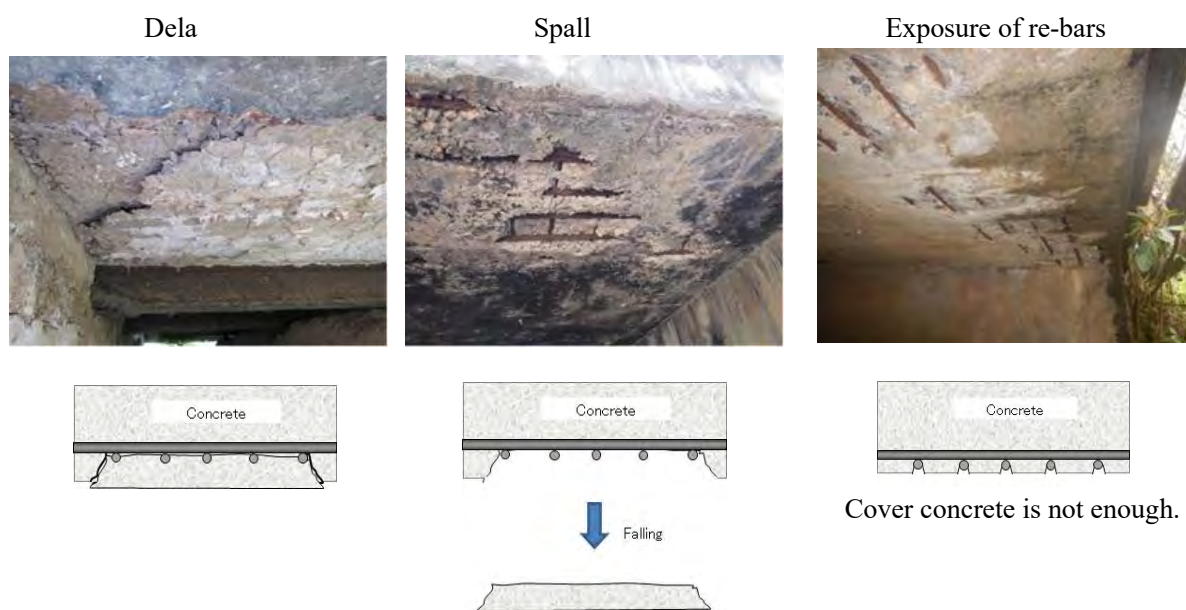 Dela
Spall
Exposure of re-bars
Concrete
Concrete
Concrete
Cover concrete is not enough.
Falling